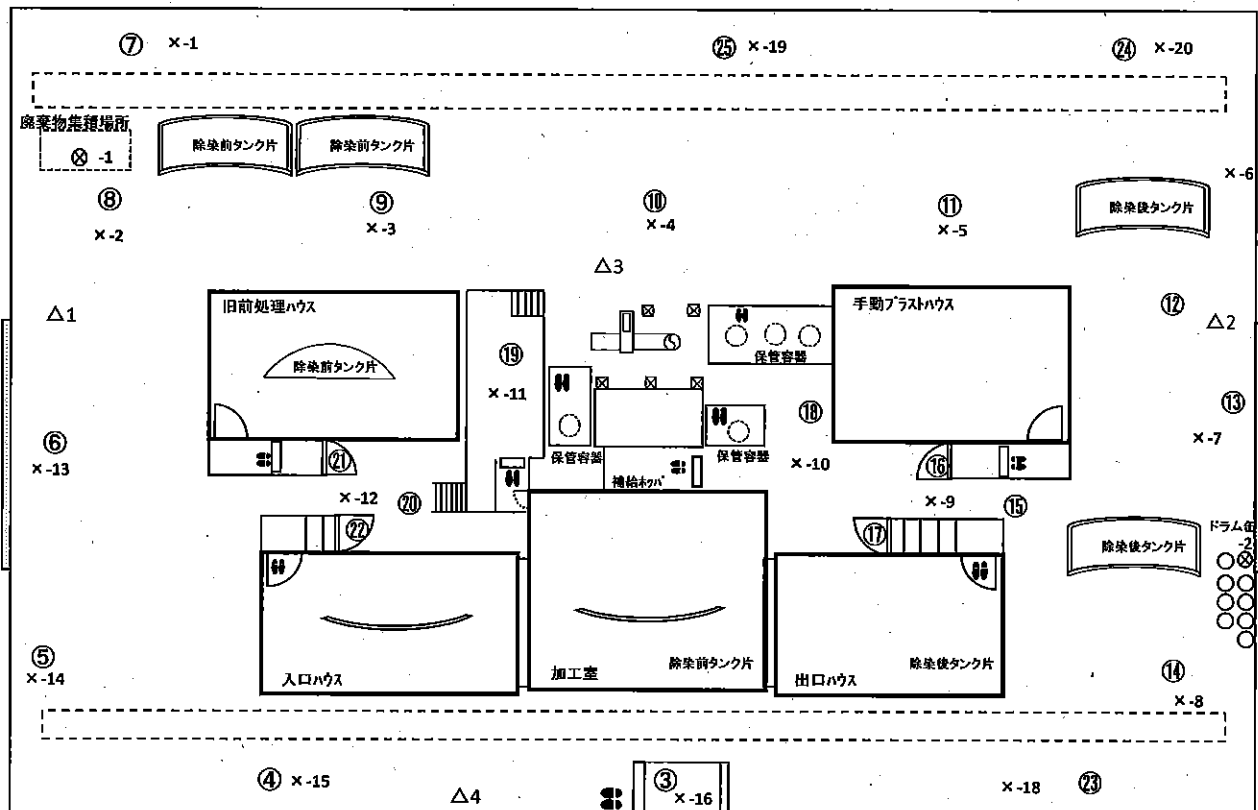 ⑦ ×-1 ㉕ ×-19 ㉔ ×-20
廃棄物集積場所
⊗ -1
除染前タンク片 除染前タンク片
×-6
除染後タンク片
⑧ ⑨ ⑩ ⑪
×-2 ×-3 ×-4 ×-5
△3
△1
旧前処理ハウス
手動ブラストハウス
⑫ △2
除染前タンク片
⑲
保管容器
×-11
⑱
⑬
×-7
⑥
×-13
㉑
保管容器 保管容器
×-10
⑯
補給ホッパ
×-12 ⑳
×-9 ⑮
㉒
⑰
ドラム缶
-2
除染後タンク片
⑤
×-14
入口ハウス
加工室
除染前タンク片
出口ハウス
除染後タンク片
⑭
×-8
④ ×-15
△4
③
×-16
×-18 ㉓